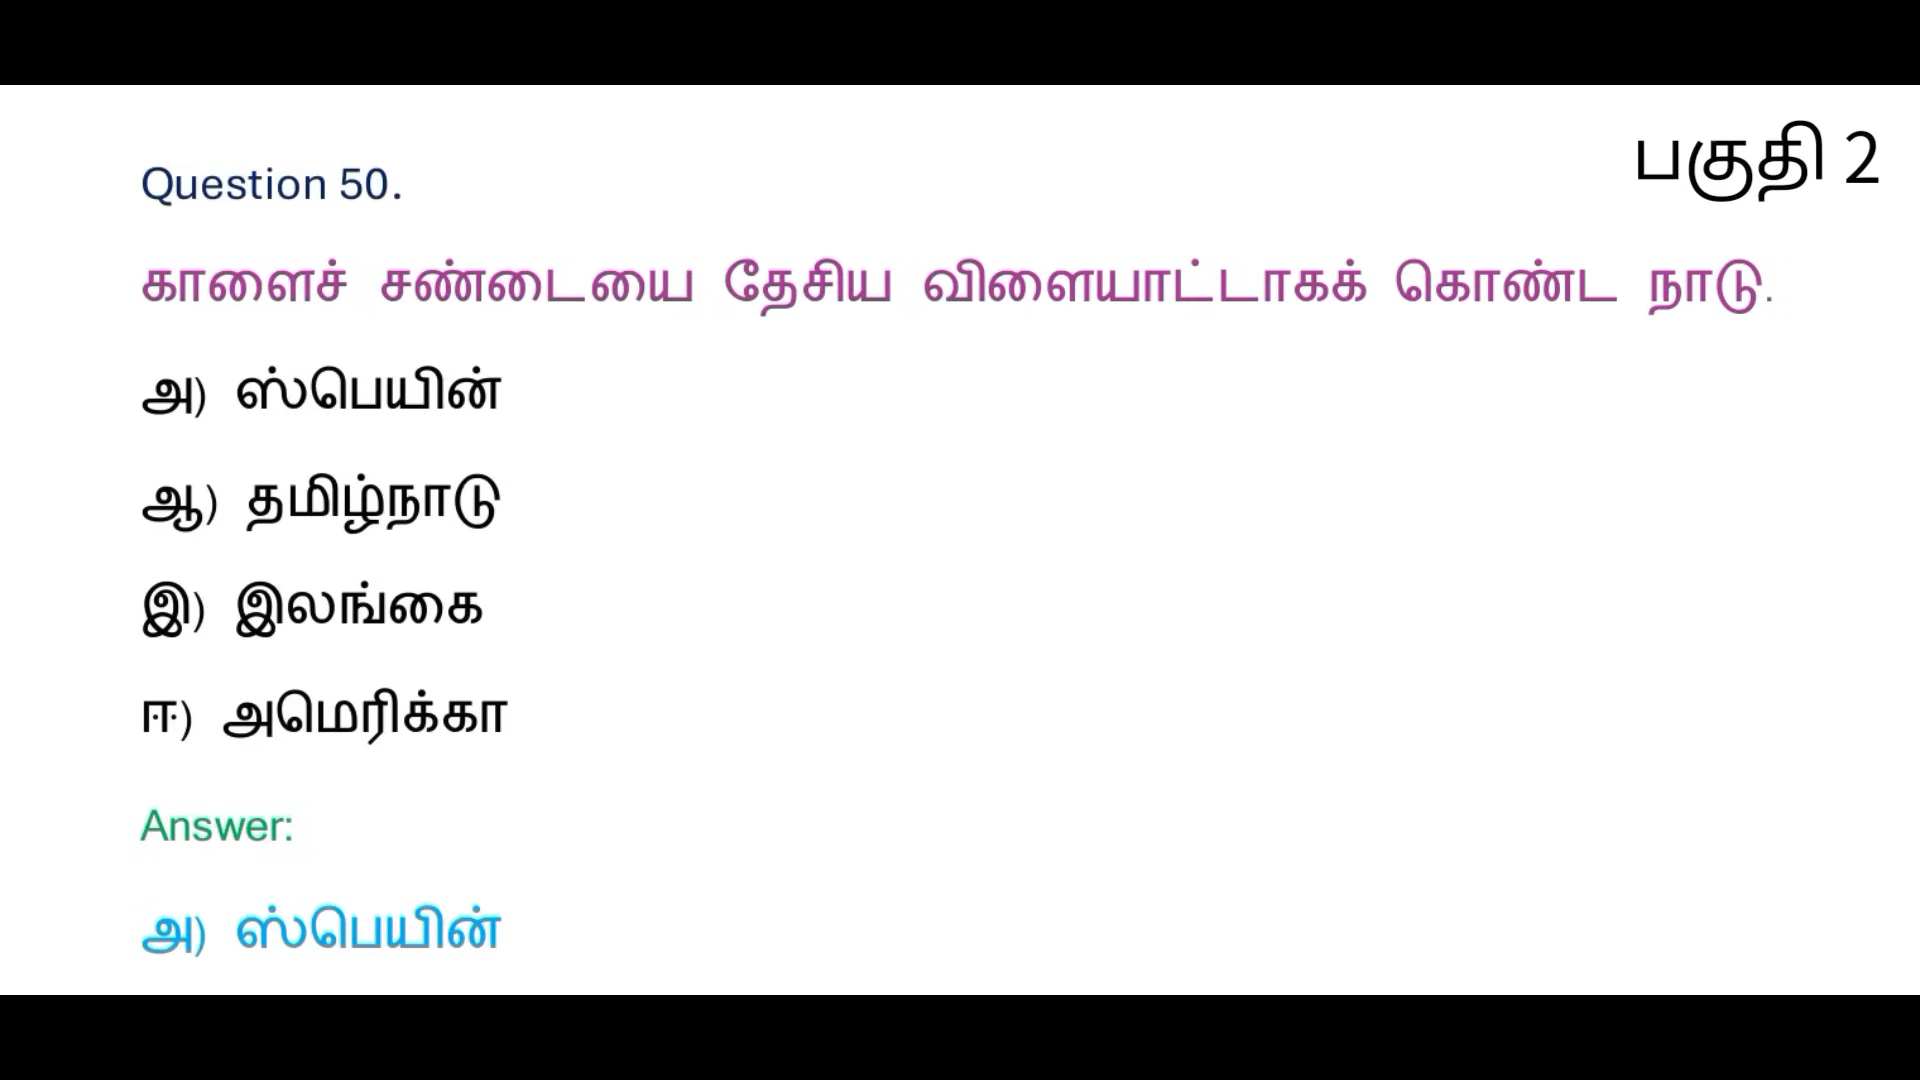 பகுதி 2
Question 50.
காளைச் சண்டையை தேசிய விளையாட்டாகக் கொண்ட நாடு.
அ) ஸ்பெயின்
ஆ) தமிழ்நாடு
இ) இலங்கை
ஈ) அமெரிக்கா
Answer:
அ) ஸ்பெயின்